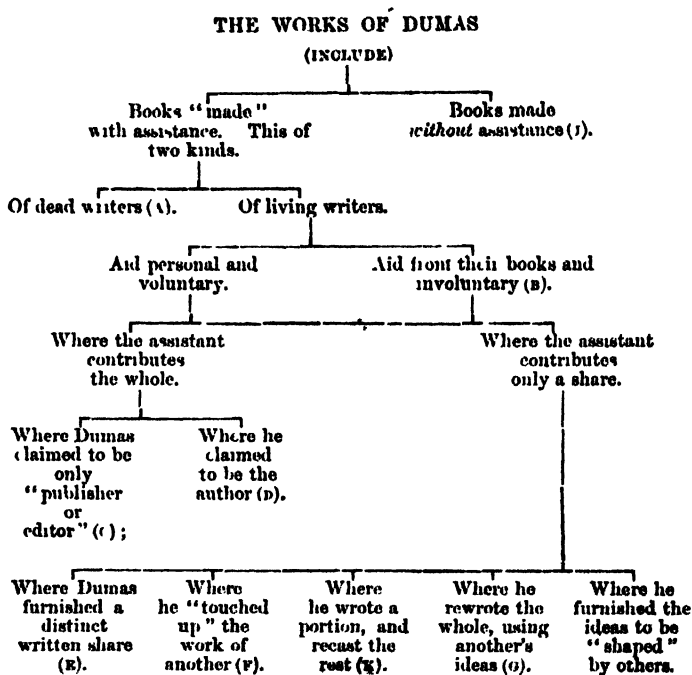 THE WORKS OF DUMAS
(INCLUDE)
Books "made"
with assistance. This of
two kinds.
Books made
without assistance (I).
Of dead writers (A).
Of living writers.
Aid personal and
voluntary.
Aid from their books and
involuntary (B).
Where the assistant
contributes
the whole.
Where the assistant
contributes
only a share.
Where Dumas
claimed to be
only
"publisher
or
editor" (C);
Where he
claimed
to be the
author (D).
Where Dumas
furnished a
distinct
written share
(E).
Where
he "touched
up" the
work of
another (F).
Where
he wrote a
portion, and
recast the
rest (K).
Where he
rewrote the
whole, using
another's
ideas (G).
Where he
furnished the
ideas to be
"shaped"
by others.